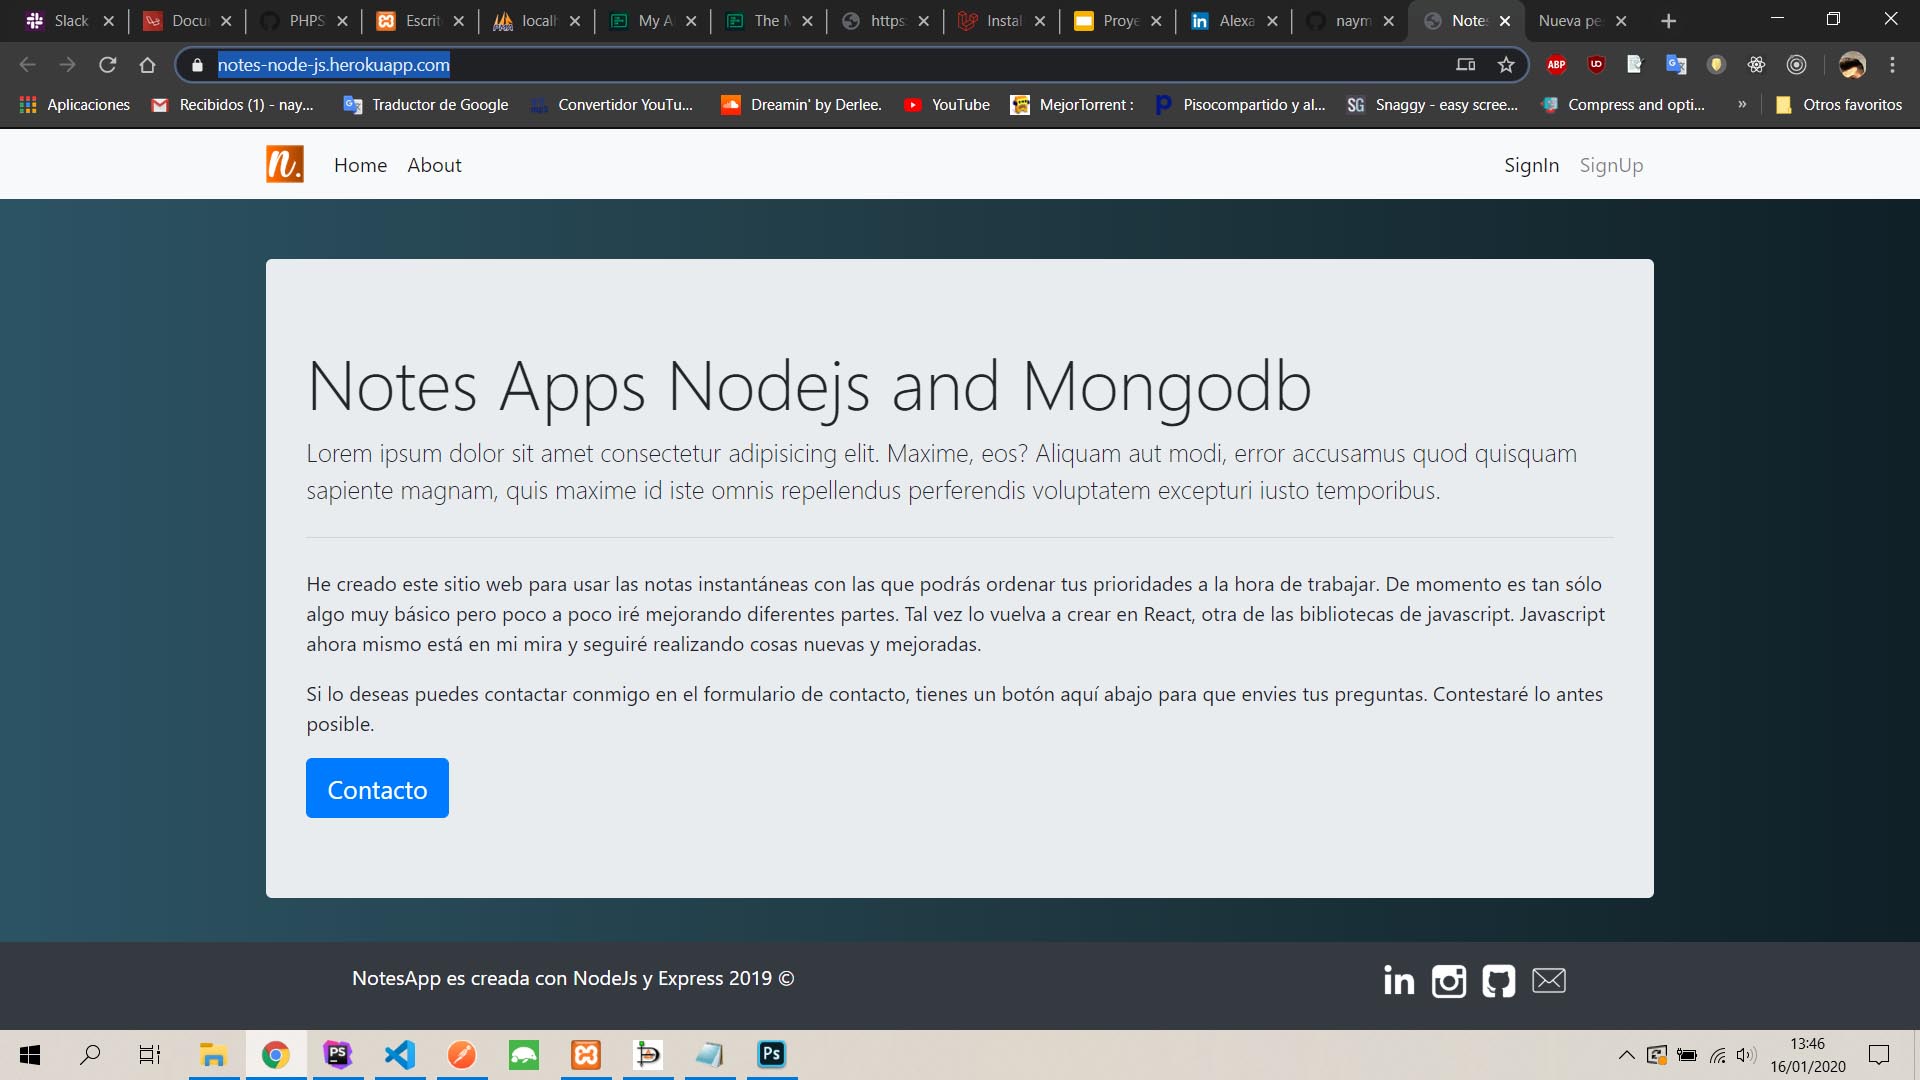 Slack
Docu
PHPS
Escrit
localh
My A
The M
https:
Instal
Proye
Alexa
naym
Notes
Nueva pe
notes-node-js.herokuapp.com
ABP
Aplicaciones
Recibidos (1) - nay...
Traductor de Google
Convertidor YouTu...
Dreamin' by Derlee.
YouTube
MejorTorrent :
Pisocompartido y al...
SG
Snaggy - easy scree...
Compress and opti...
»
Otros favoritos
n.
Home
About
SignIn
SignUp
Notes Apps Nodejs and Mongodb
Lorem ipsum dolor sit amet consectetur adipisicing elit. Maxime, eos? Aliquam aut modi, error accusamus quod quisquam
sapiente magnam, quis maxime id iste omnis repellendus perferendis voluptatem excepturi iusto temporibus.
He creado este sitio web para usar las notas instantáneas con las que podrás ordenar tus prioridades a la hora de trabajar. De momento es tan sólo
algo muy básico pero poco a poco iré mejorando diferentes partes. Tal vez lo vuelva a crear en React, otra de las bibliotecas de javascript. Javascript
ahora mismo está en mi mira y seguiré realizando cosas nuevas y mejoradas.
Si lo deseas puedes contactar conmigo en el formulario de contacto, tienes un botón aquí abajo para que envies tus preguntas. Contestaré lo antes
posible.
Contacto
NotesApp es creada con NodeJs y Express 2019 ©
in
PS
Ps
13:46
16/01/2020